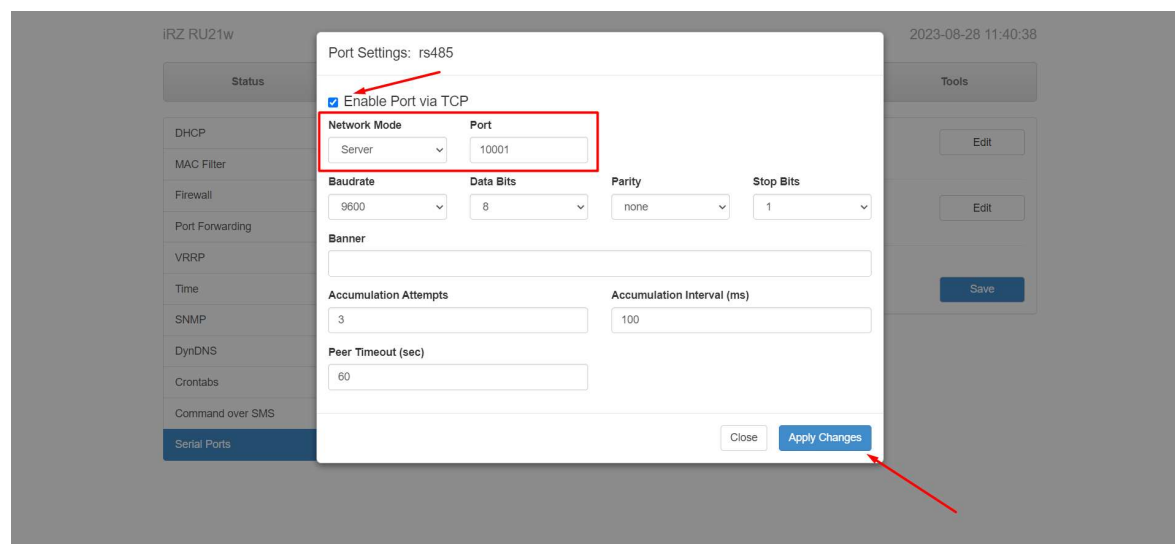 iRZ RU21w
2023-08-28 11:40:38
Status
Tools
DHCP
MAC Filter
Firewall
Port Forwarding
VRRP
Time
SNMP
DynDNS
Crontabs
Command over SMS
Serial Ports
Port Settings: rs485
Enable Port via TCP
Network Mode Port
Server 10001
Baudrate Data Bits Parity Stop Bits
9600 8 none 1
Banner
Accumulation Attempts Accumulation Interval (ms)
3 100
Peer Timeout (sec)
60
Close Apply Changes
Edit
Edit
Save